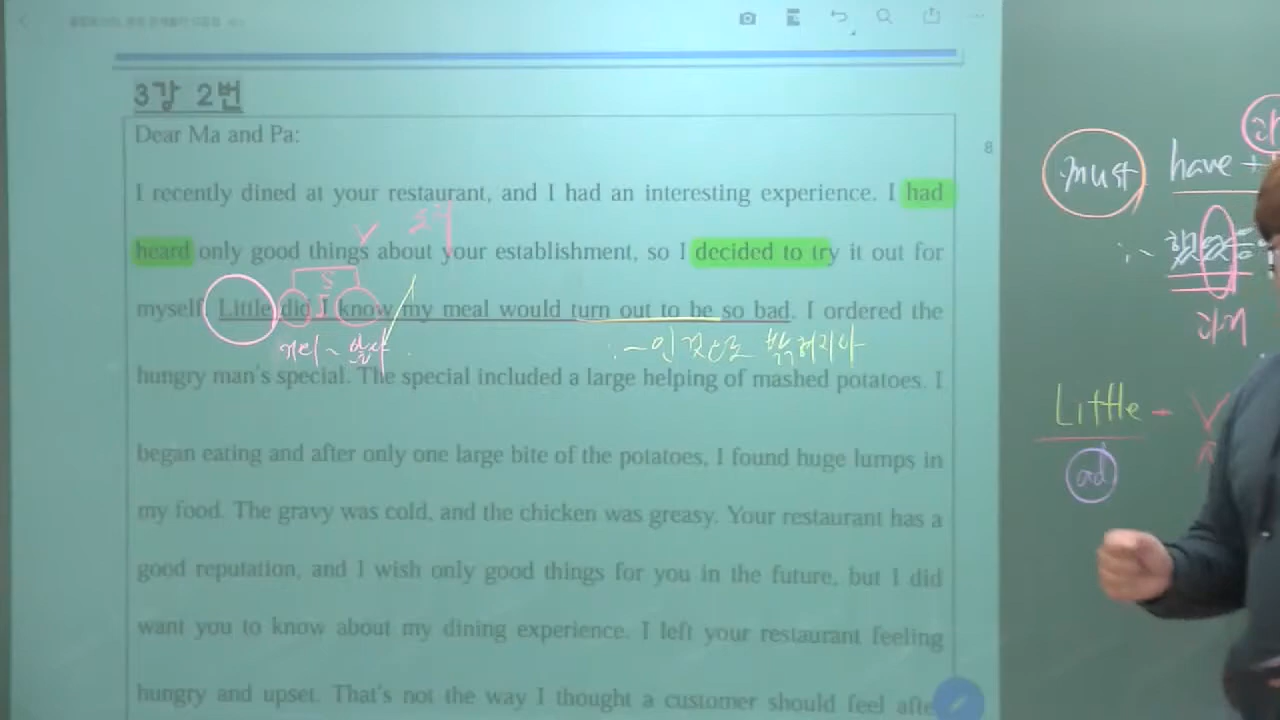 3강 2번
Dear Ma and Pa:
8
I recently dined at your restaurant, and I had an interesting experience. I had
heard only good things about your establishment, so I decided to try it out for
myself. Little did I know my meal would turn out to be so bad. I ordered the
S
: ~인 것으로 밝혀지다
hungry man's special. The special included a large helping of mashed potatoes. I
began eating and after only one large bite of the potatoes, I found huge lumps in
my food. The gravy was cold, and the chicken was greasy. Your restaurant has a
good reputation, and I wish only good things for you in the future, but I did
want you to know about my dining experience. I left your restaurant feeling
hungry and upset. That's not the way I thought a customer should feel afte
must have +
Little - V
ad